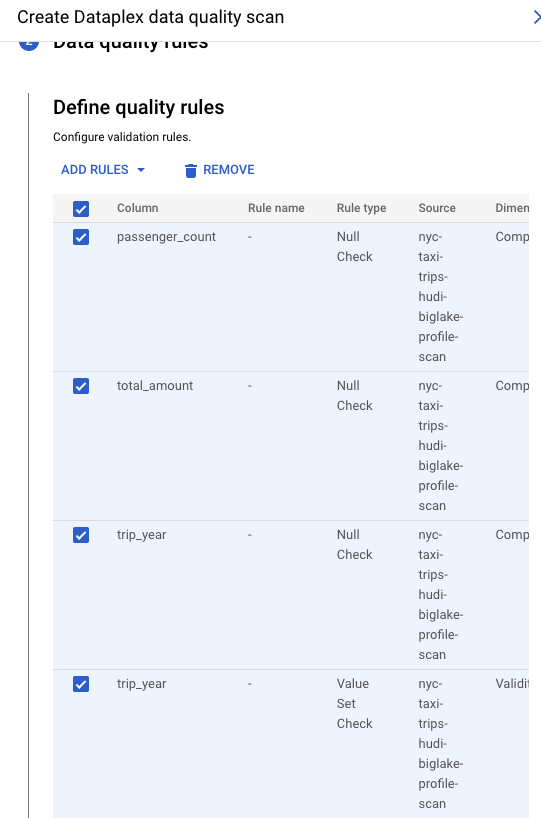 Create Dataplex data quality scan
2 Data quality rules
Define quality rules
Configure validation rules.
ADD RULES REMOVE
Column Rule name Rule type Source Dimen
passenger_count - Null nyc- Comp
Check taxi-
trips-
hudi-
biglake-
profile-
scan
total_amount - Null nyc- Comp
Check taxi-
trips-
hudi-
biglake-
profile-
scan
trip_year - Null nyc- Comp
Check taxi-
trips-
hudi-
biglake-
profile-
scan
trip_year - Value nyc- Validit
Set taxi-
Check trips-
hudi-
biglake-
profile-
scan